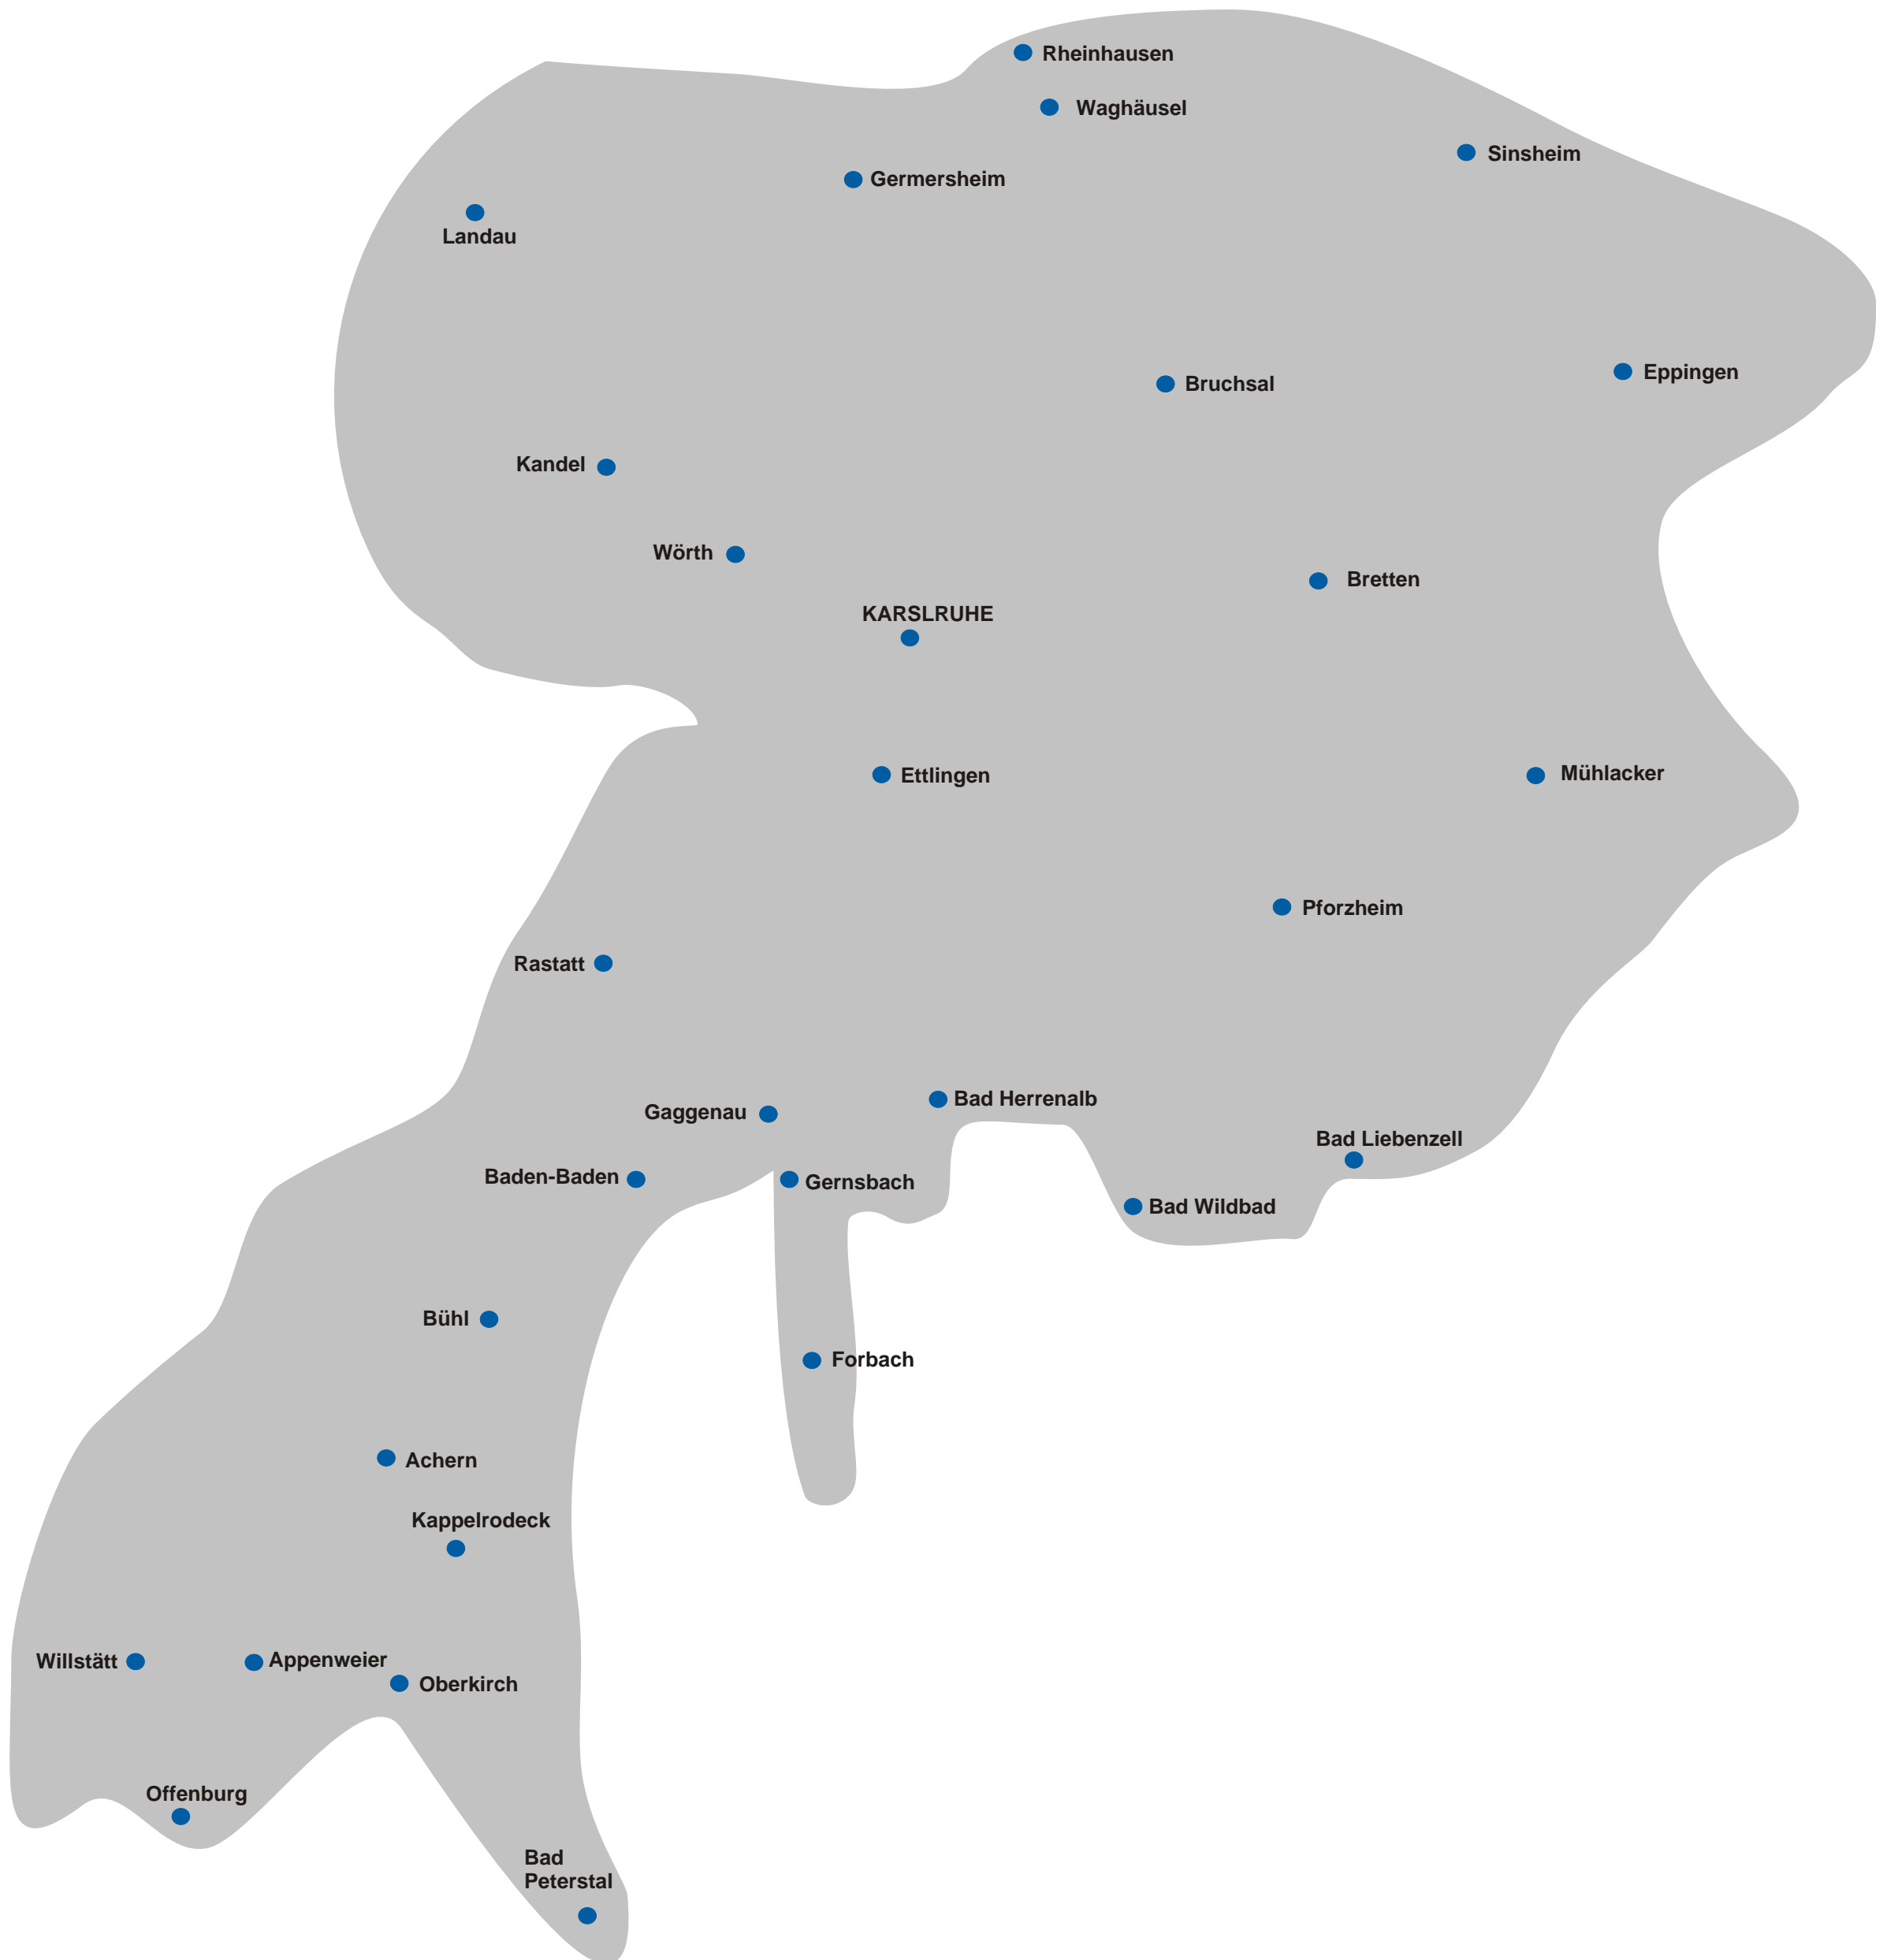 Rheinhausen
Waghäusel
Sinsheim
Germersheim
Landau
Eppingen
Bruchsal
Kandel
Wörth
Bretten
KARSLRUHE
Ettlingen
Mühlacker
Pforzheim
Rastatt
Bad Herrenalb
Gaggenau
Bad Liebenzell
Baden-Baden
Gernsbach
Bad Wildbad
Bühl
Forbach
Achern
Kappelrodeck
Willstätt
Appenweier
Oberkirch
Offenburg
Bad
Peterstal